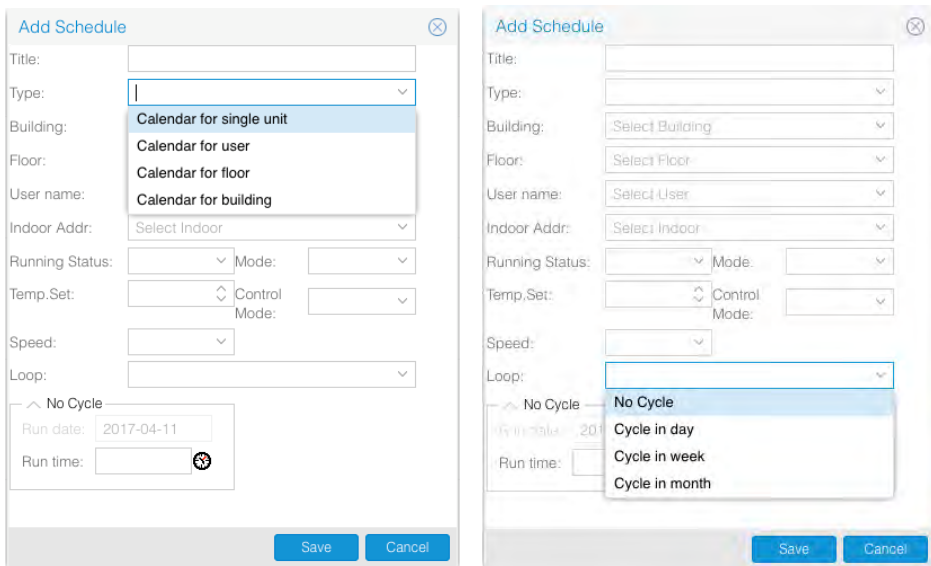 Add Schedule
Title:
Type:
Calendar for single unit
Building:
Calendar for user
Floor:
Calendar for floor
User name:
Calendar for building
Indoor Addr: Select Indoor
Running Status: Mode:
Temp.Set: Control
Mode:
Speed:
Loop:
No Cycle
Run date: 2017-04-11
Run time:
Save Cancel
Add Schedule
Title:
Type:
Building: Select Building
Floor: Select Floor
User name: Select User
Indoor Addr: Select Indoor
Running Status: Mode:
Temp.Set: Control
Mode:
Speed:
Loop:
No Cycle
No Cycle
Run date: 201
Cycle in day
Cycle in week
Run time:
Cycle in month
Save Cancel